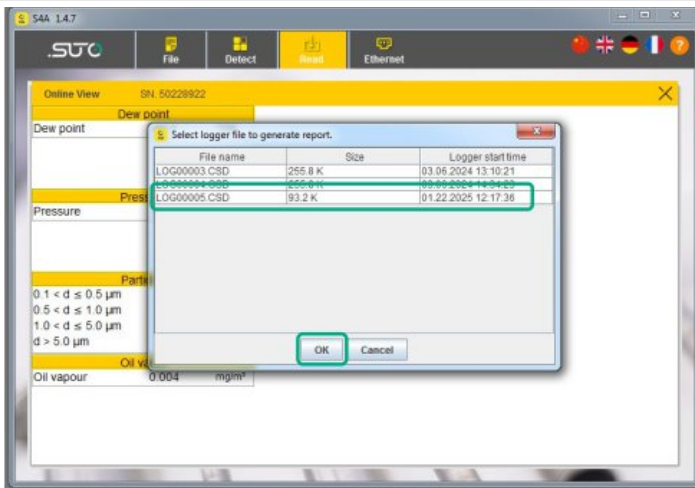 S4A 1.4.7
.SUTO
File
Detect
Read
Ethernet
Online View SN. 50228922
Dew point
Dew point
Pressure
Oil vapour 0.004 mg/m³
0.1 < d ≤ 0.5 µm
0.5 < d ≤ 1.0 µm
1.0 < d ≤ 5.0 µm
d > 5.0 µm
Select logger file to generate report.
File name Size Logger start time
LOG00003.CSD 255.8 K 03.06.2024 13:10:21
LOG00005.CSD 93.2 K 01.22.2025 12:17:36
OK Cancel